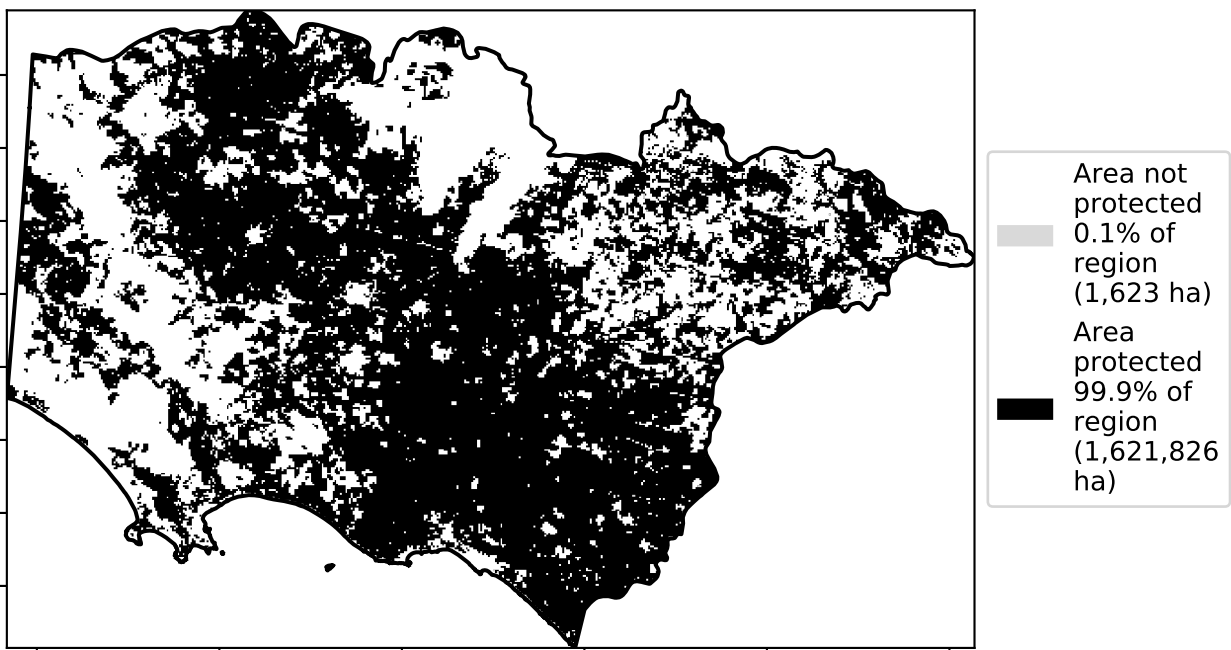 Area not
protected
0.1% of
region
(1,623 ha)
Area
protected
99.9% of
region
(1,621,826
ha)